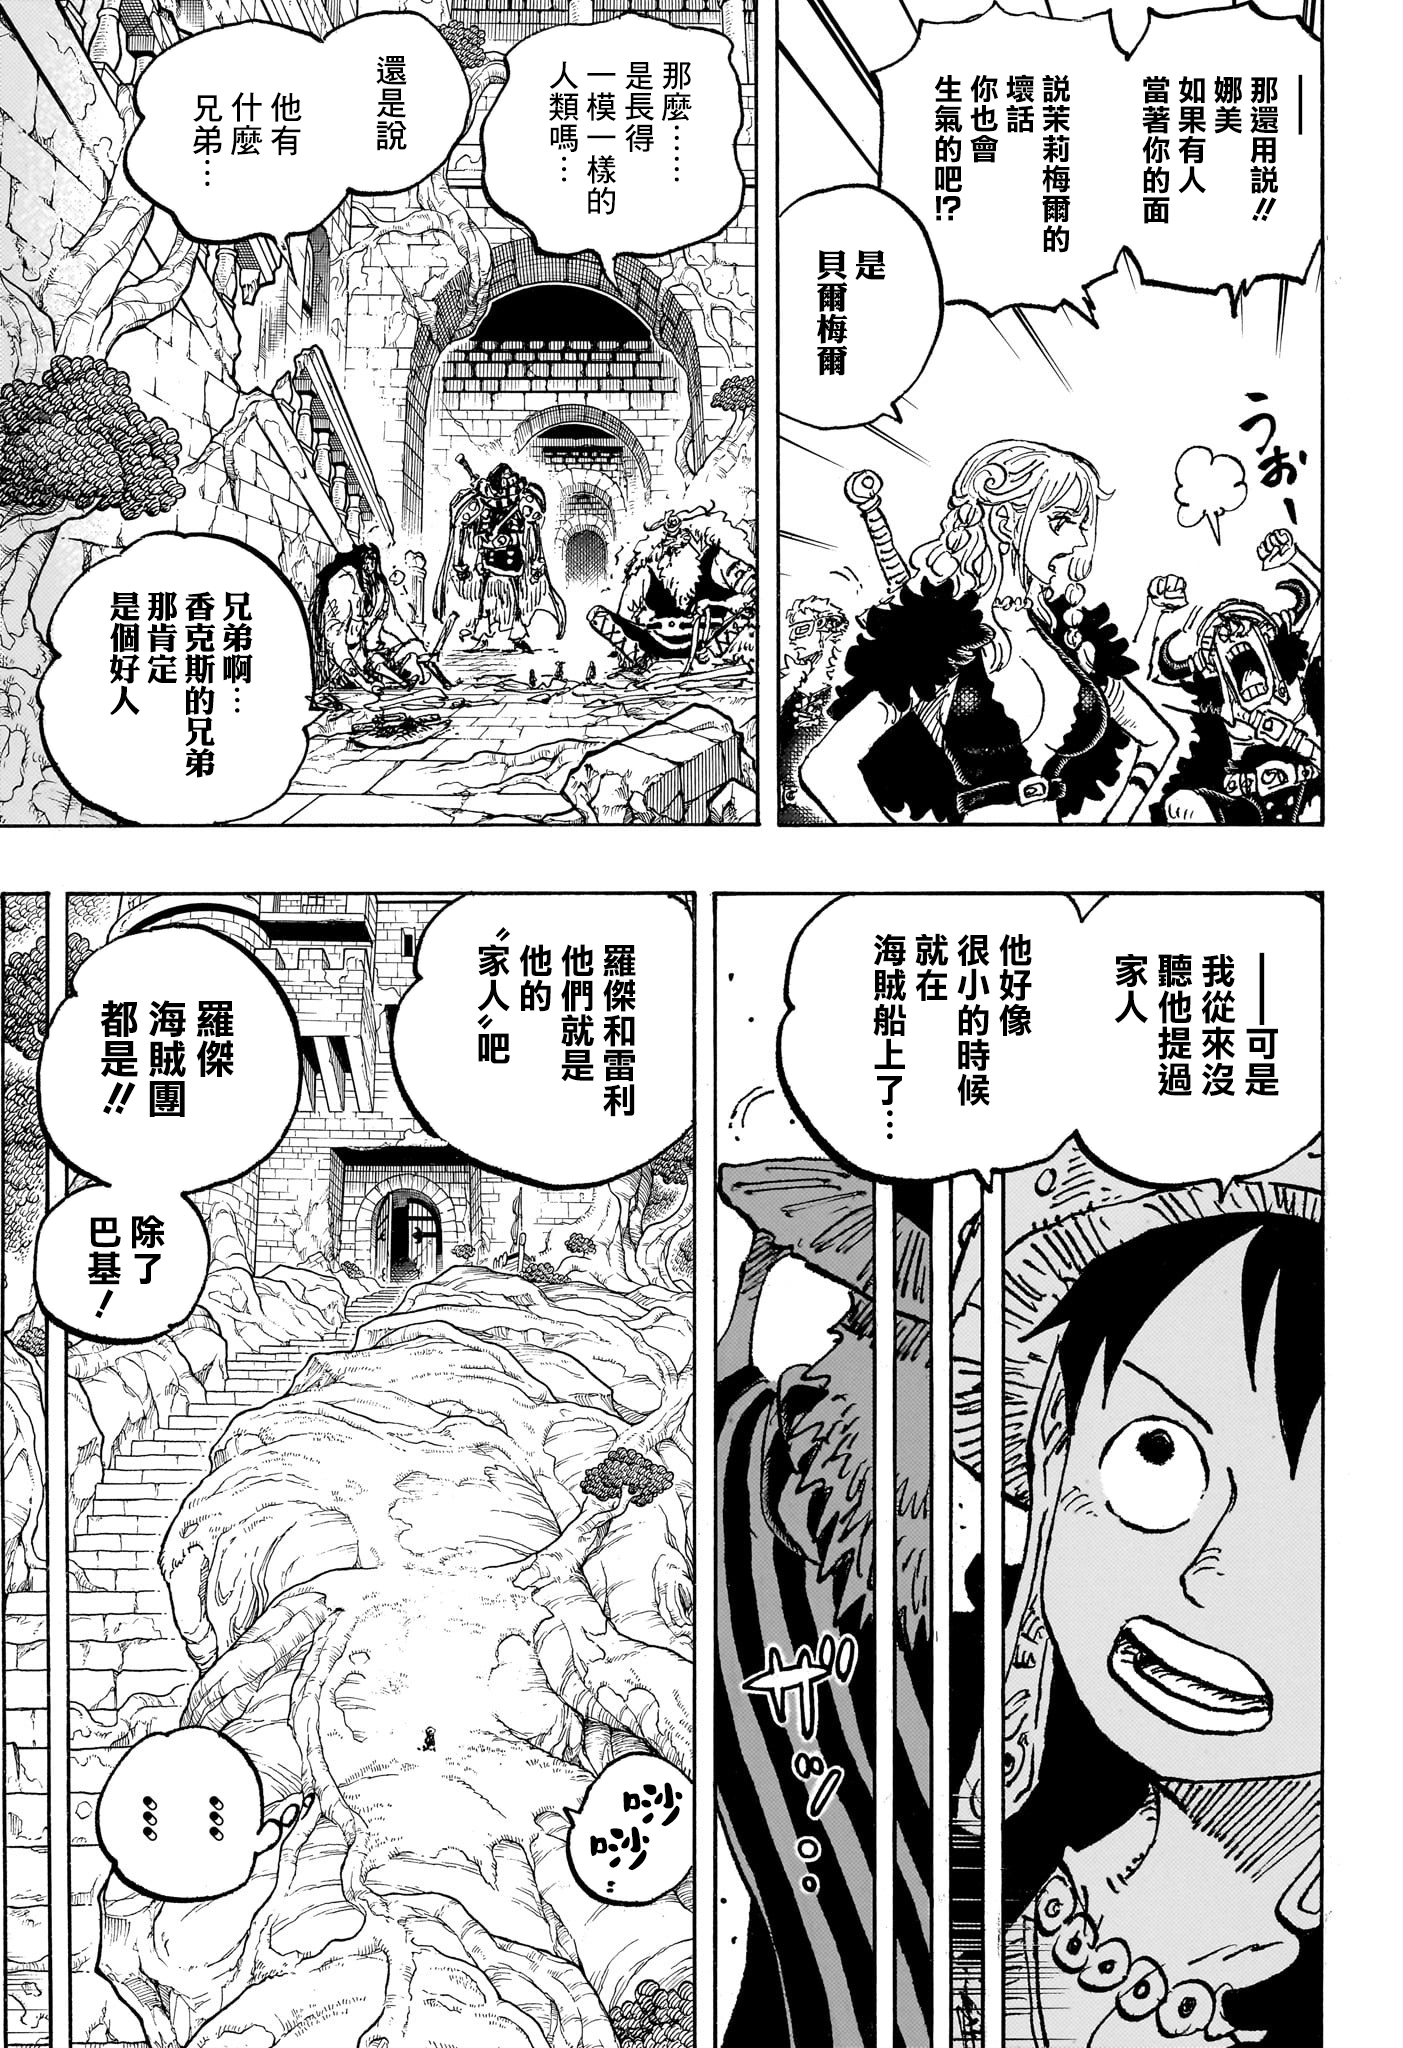 ──
那還用説!!
娜美
如果有人
當著你的面
説茉莉梅爾的
壞話
你也會
生氣的吧!?
是
貝爾梅爾
うおー
那麼……
是長得
一模一樣的
人類嗎…
還是說
他有
什麼
兄弟…
兄弟啊…
香克斯的兄弟
那肯定
是個好人
──可是
我從來沒
聽他提過
家人
他好像
很小的時候
就在
海賊船上了…
ザッ…
羅傑和雷利
他們就是
他的
〝家人〟吧
羅傑
海賊團
都是!!
除了
巴基!
吵
吵
……
……